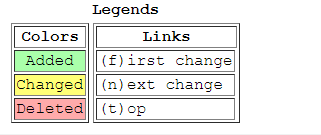 Legends
Colors Links
Added (f)irst change
Changed (n)ext change
Deleted (t)op